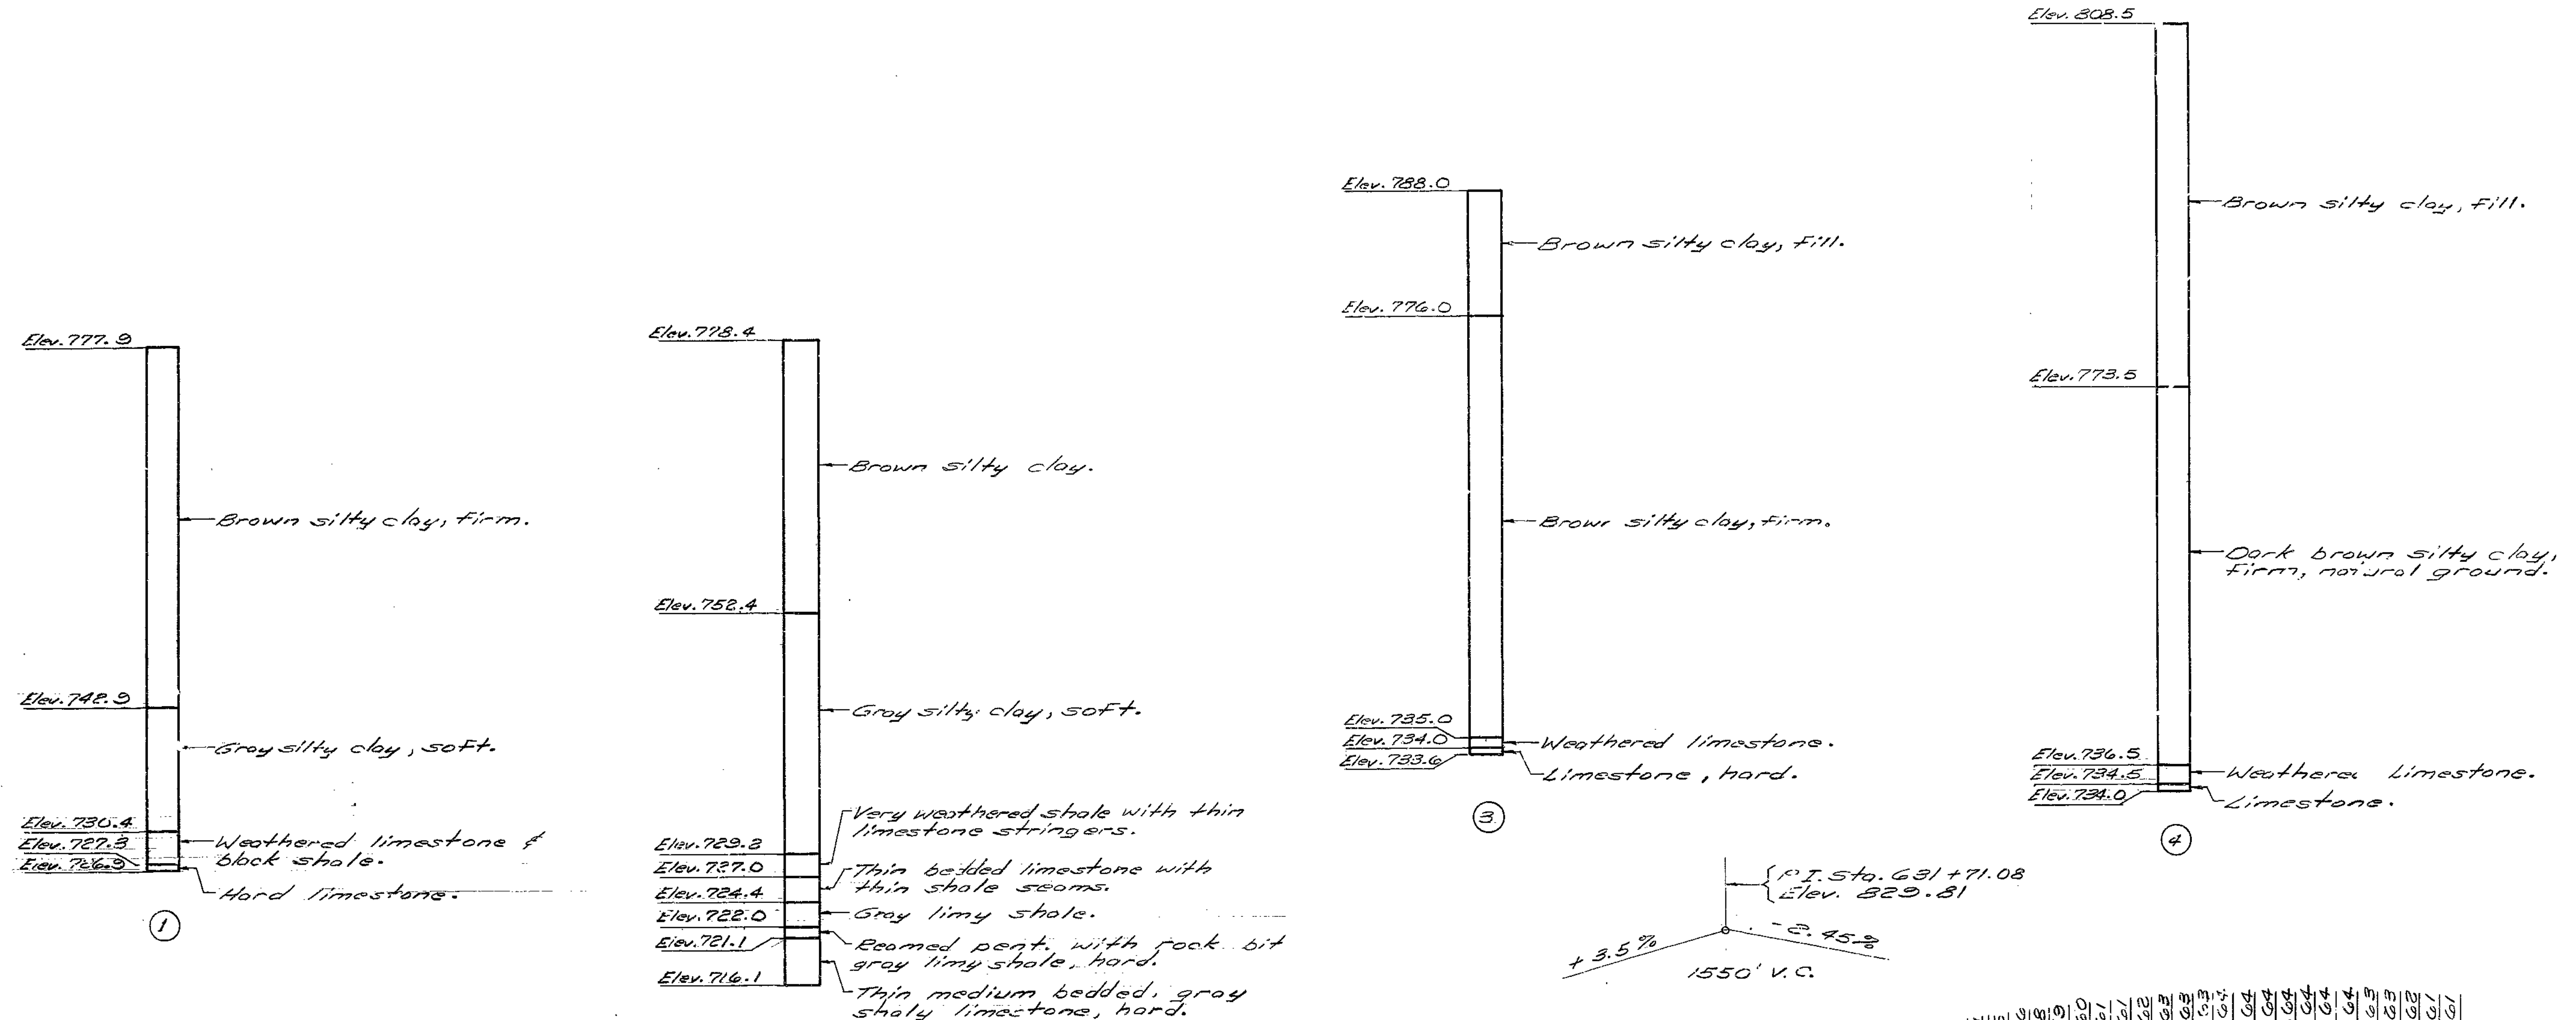 Elev. 777.9
Brown silty clay, firm.
Elev. 742.9
Gray silty clay, soft.
Elev. 730.4
Weathered limestone &
black shale.
Elev. 727.3
Elev. 726.9
Hard limestone.
1
Elev. 778.4
Brown silty clay.
Elev. 752.4
Gray silty clay, soft.
Very weathered shale with thin
limestone stringers.
Elev. 729.2
Elev. 727.0
Thin bedded limestone with
thin shale seams.
Elev. 724.4
Elev. 722.0
Gray limy shale.
Elev. 721.1
Reamed pent. with rock bit
gray limy shale, hard.
Elev. 716.1
Thin medium bedded, gray
shaly limestone, hard.
Elev. 788.0
Brown silty clay, fill.
Elev. 776.0
Brown silty clay, firm.
Elev. 735.0
Elev. 734.0
Weathered limestone.
Elev. 733.6
Limestone, hard.
3
Elev. 808.5
Brown silty clay, fill.
Elev. 773.5
Dark brown silty clay,
firm, natural ground.
Elev. 736.5
Elev. 734.5
Weathered Limestone.
Elev. 734.0
Limestone.
4
P.I. Sta. 631+71.08
Elev. 829.81
+3.5%
-2.45%
1550' V.C.